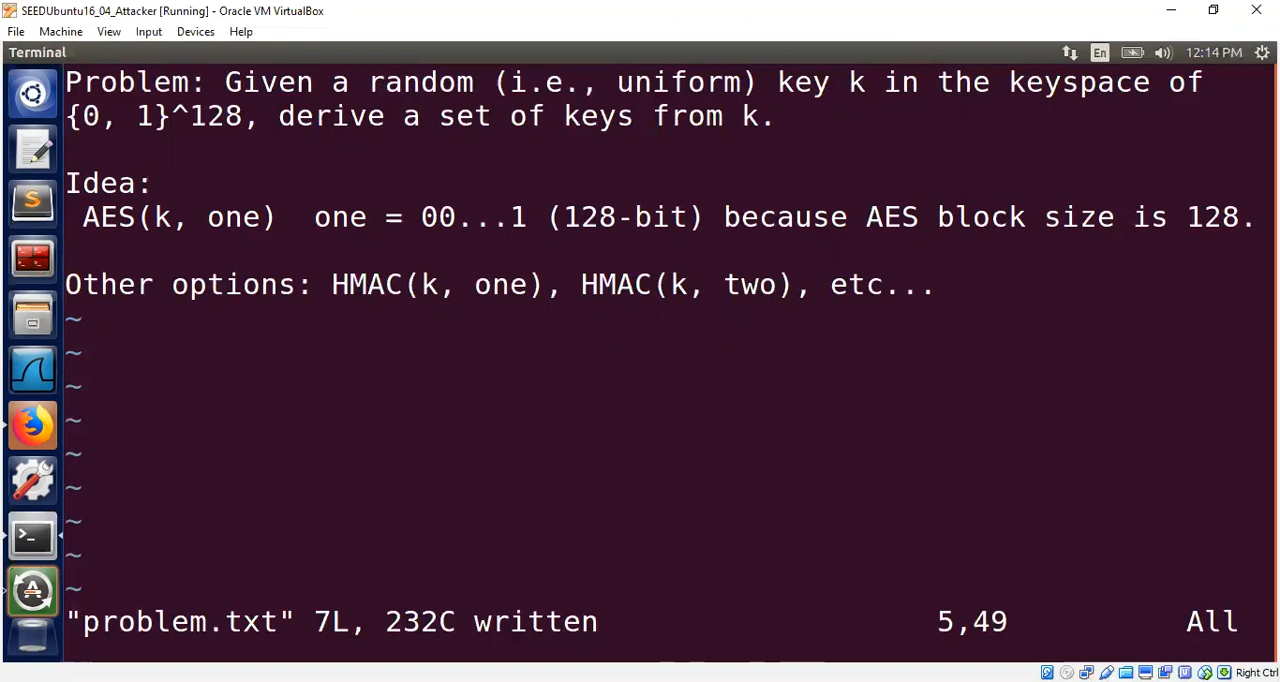 SEEDUbuntu16_04_Attacker [Running] - Oracle VM VirtualBox
File Machine View Input Devices Help
Terminal En 12:14 PM
Problem: Given a random (i.e., uniform) key k in the keyspace of
{0, 1}^128, derive a set of keys from k.
Idea:
AES(k, one) one = 00...1 (128-bit) because AES block size is 128.
Other options: HMAC(k, one), HMAC(k, two), etc...
~
~
~
~
~
~
~
~
~
"problem.txt" 7L, 232C written 5,49 All
Right Ctrl